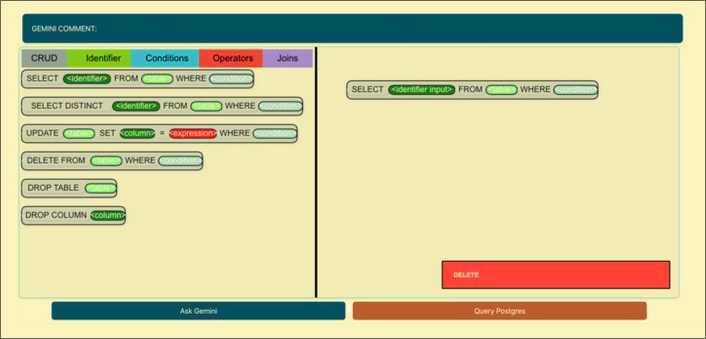 GEMINI COMMENT:
CRUD Identifier Conditions Operators Joins
SELECT <identifier> FROM <table> WHERE <condition>
SELECT DISTINCT <identifier> FROM <table> WHERE <condition>
UPDATE <table> SET <column> = <expression> WHERE <condition>
DELETE FROM <table> WHERE <condition>
DROP TABLE <table>
DROP COLUMN <column>
SELECT <identifier input> FROM <table> WHERE <condition>
DELETE
Ask Gemini
Query Postgres